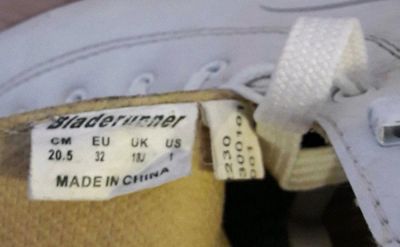 Bladerunner
CM EU UK US
20.5 32 13J 1
MADE IN CHINA